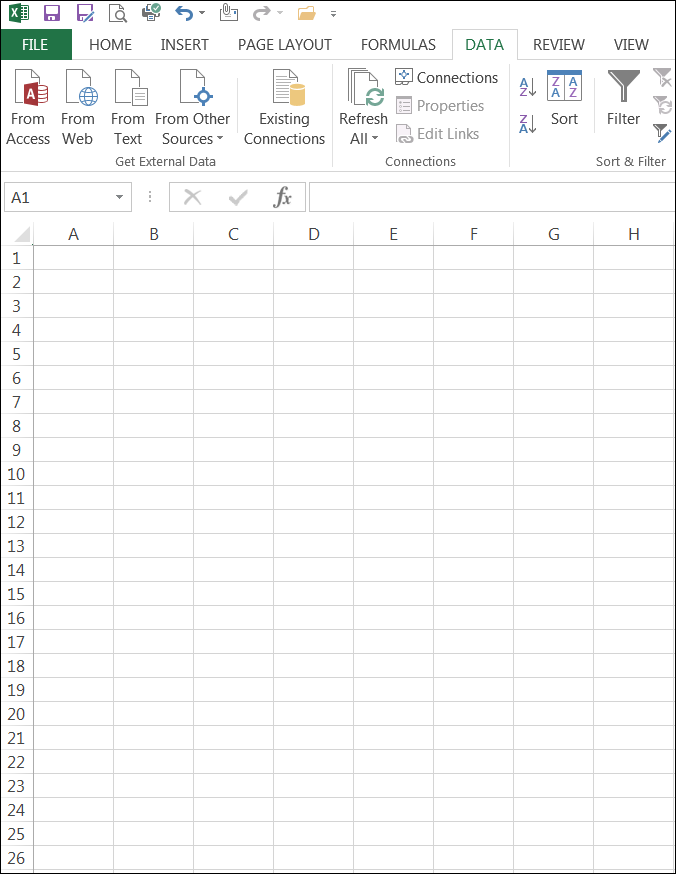 FILE HOME INSERT PAGE LAYOUT FORMULAS DATA REVIEW VIEW
From Access
From Web
From Text
From Other Sources
Existing Connections
Get External Data
Refresh All
Connections
Properties
Edit Links
Connections
A Z
Z A
Z A A Z
Sort
Filter
Sort & Filter
A1 fx
A B C D E F G H
1
2
3
4
5
6
7
8
9
10
11
12
13
14
15
16
17
18
19
20
21
22
23
24
25
26